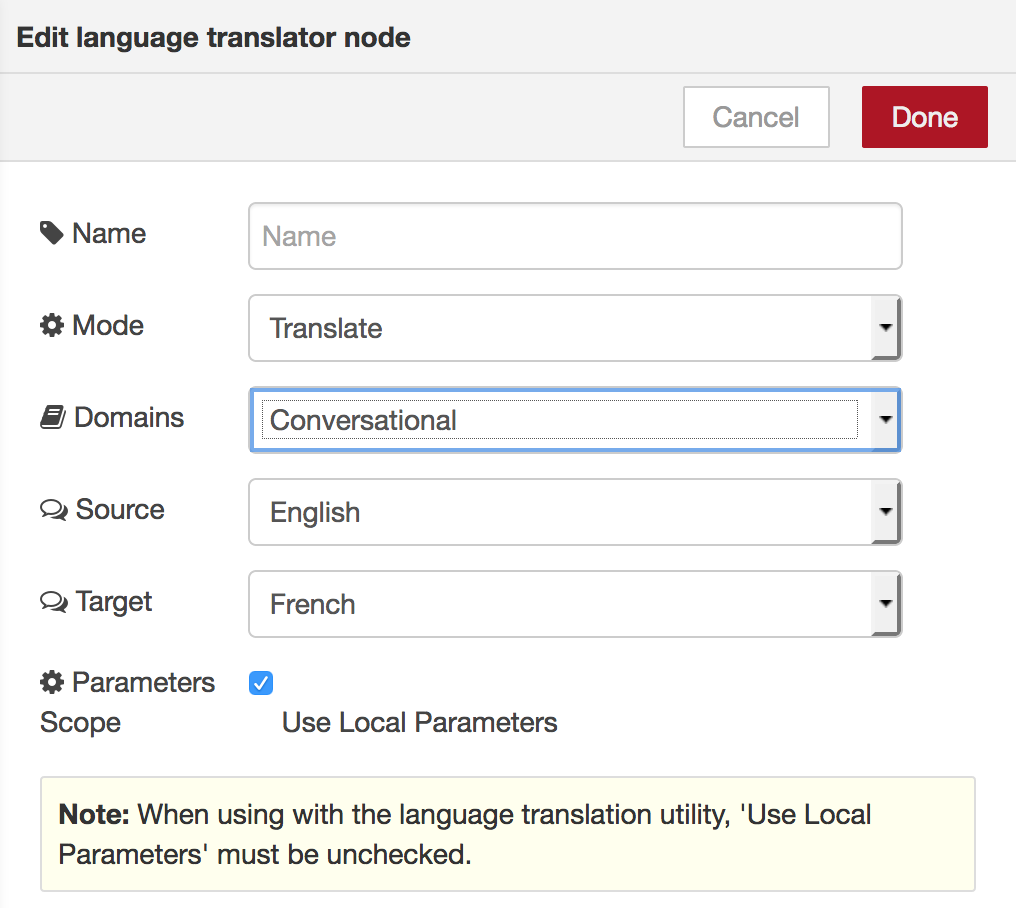 Edit language translator node
Cancel
Done
Name
Name
Mode
Translate
Domains
Conversational
Source
English
Target
French
Parameters
Scope
Use Local Parameters
Note: When using with the language translation utility, 'Use Local
Parameters' must be unchecked.